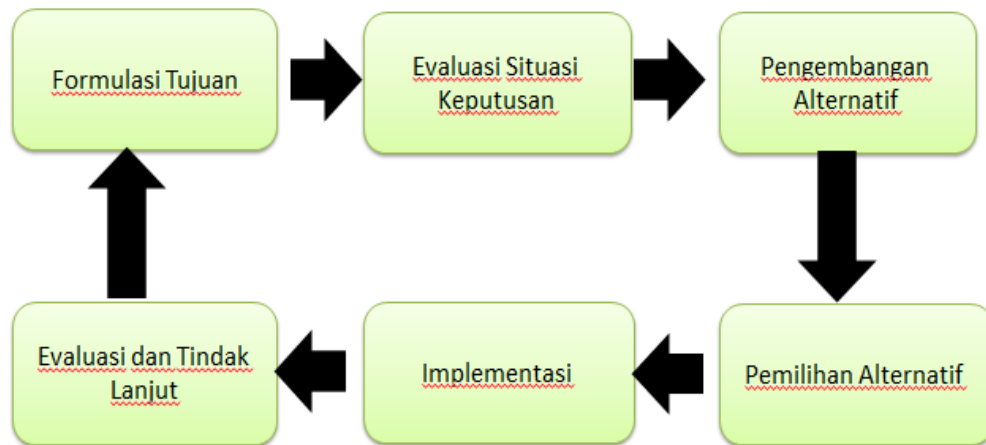 Formulasi Tujuan
Evaluasi Situasi
Keputusan
Pengembangan
Alternatif
Pemilihan Alternatif
Implementasi
Evaluasi dan Tindak
Lanjut